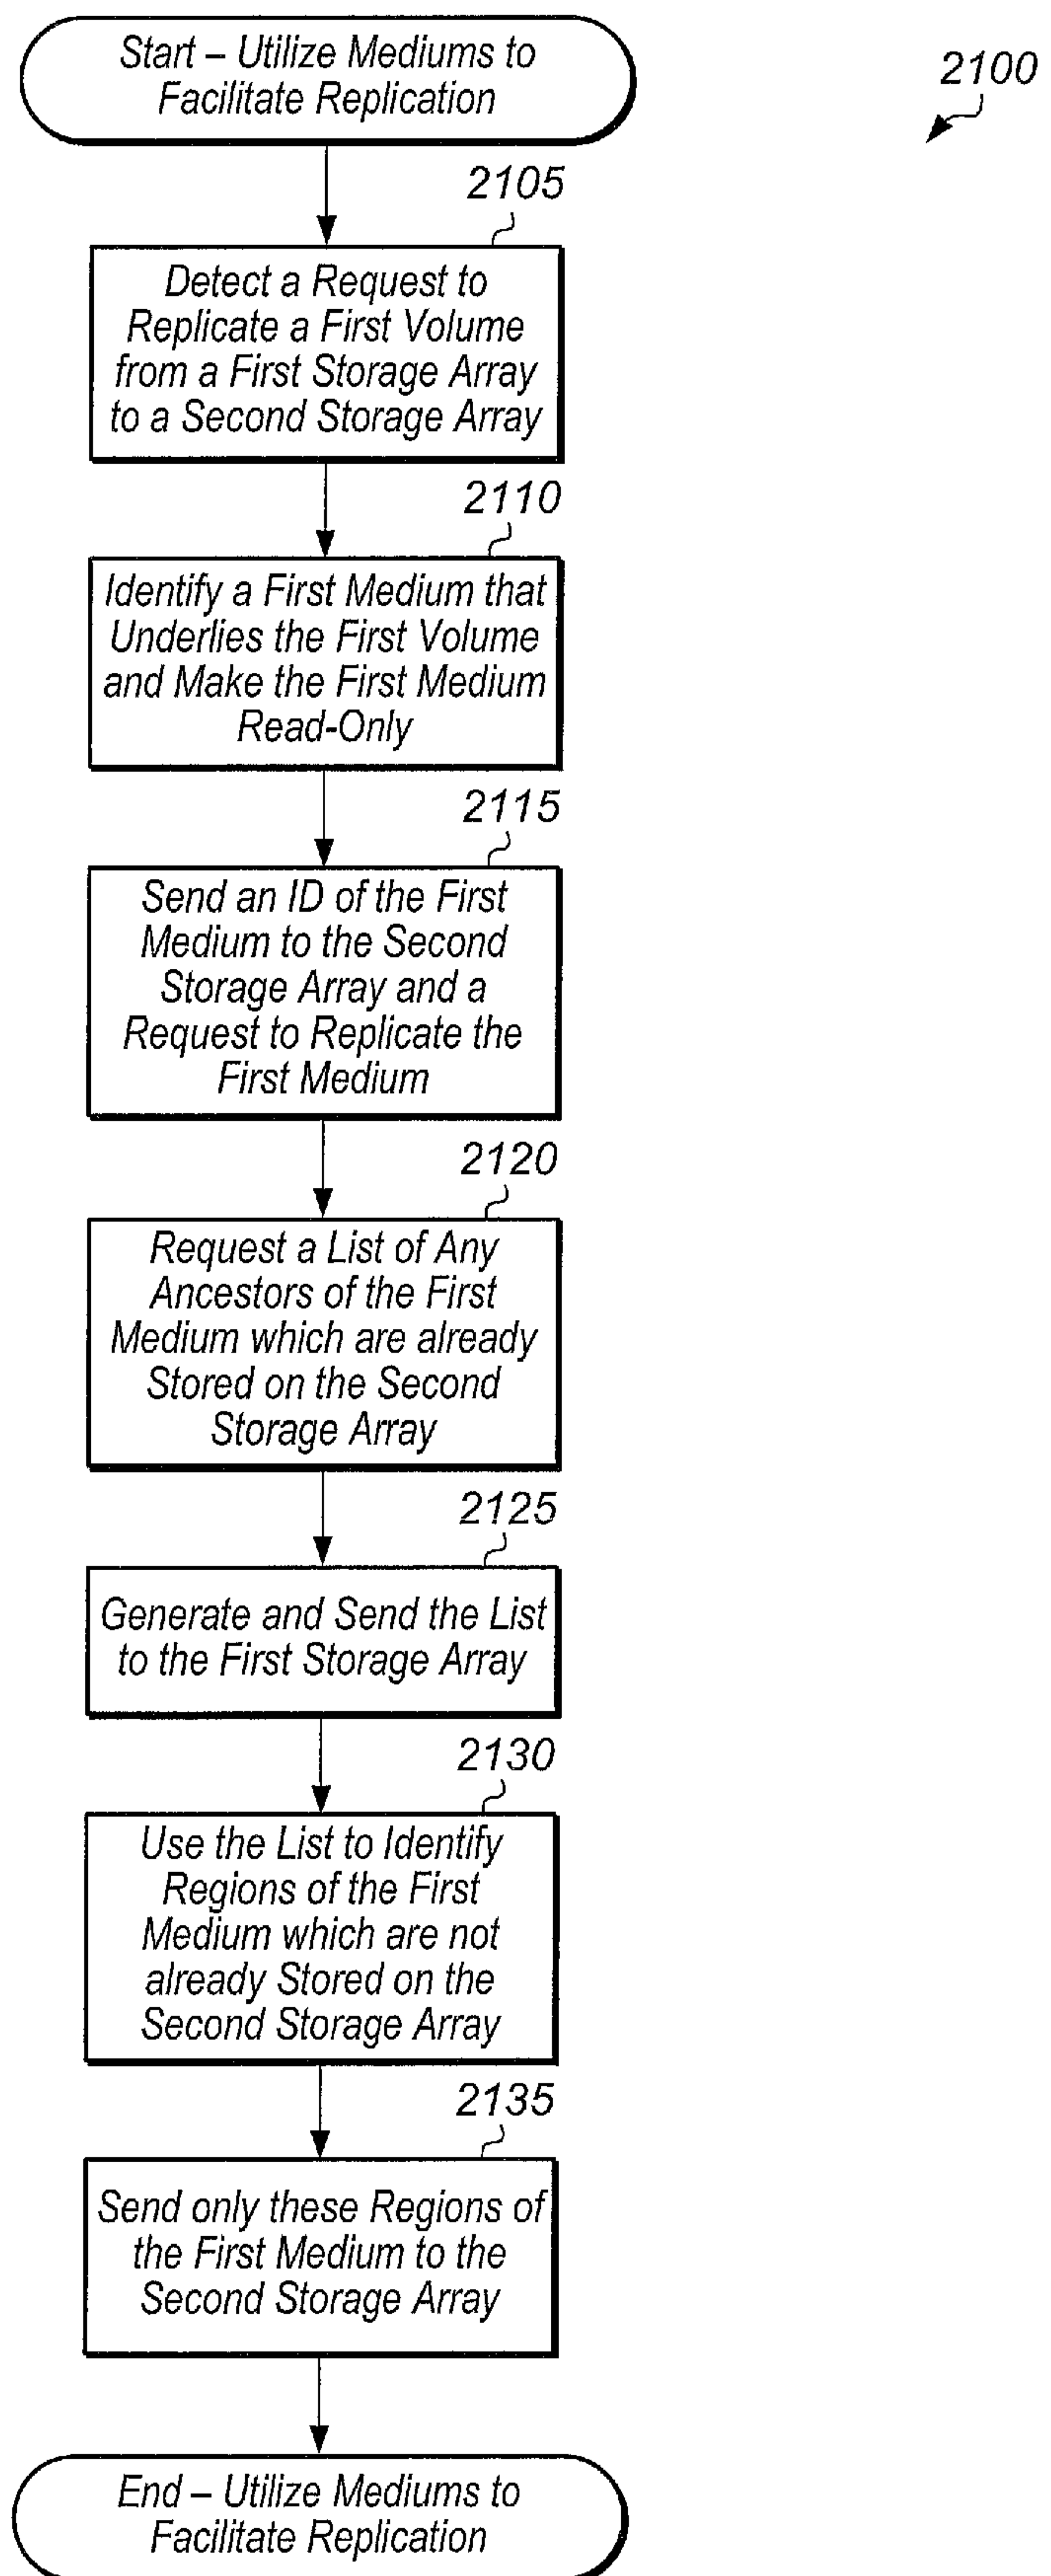 Start – Utilize Mediums to
Facilitate Replication
2100
2105
Detect a Request to
Replicate a First Volume
from a First Storage Array
to a Second Storage Array
2110
Identify a First Medium that
Underlies the First Volume
and Make the First Medium
Read-Only
2115
Send an ID of the First
Medium to the Second
Storage Array and a
Request to Replicate the
First Medium
2120
Request a List of Any
Ancestors of the First
Medium which are already
Stored on the Second
Storage Array
2125
Generate and Send the List
to the First Storage Array
2130
Use the List to Identify
Regions of the First
Medium which are not
already Stored on the
Second Storage Array
2135
Send only these Regions of
the First Medium to the
Second Storage Array
End – Utilize Mediums to
Facilitate Replication